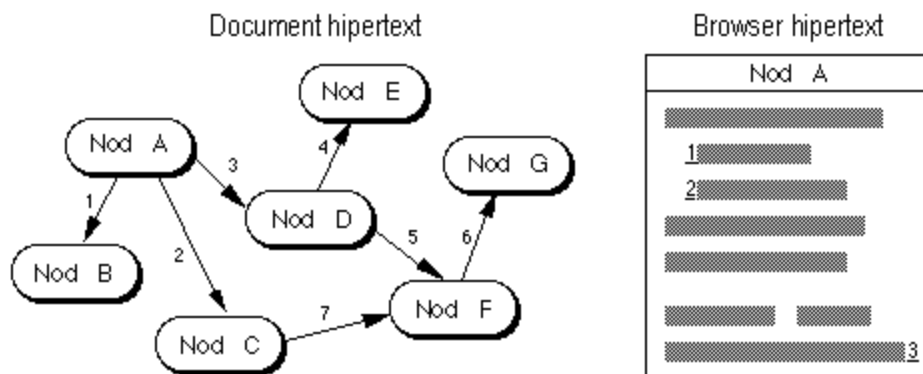 Document hipertext
Nod E
Nod A
4
3
Nod G
1
Nod D
5
6
2
Nod B
7
Nod F
Nod C
Browser hipertext
Nod A
1
2
3